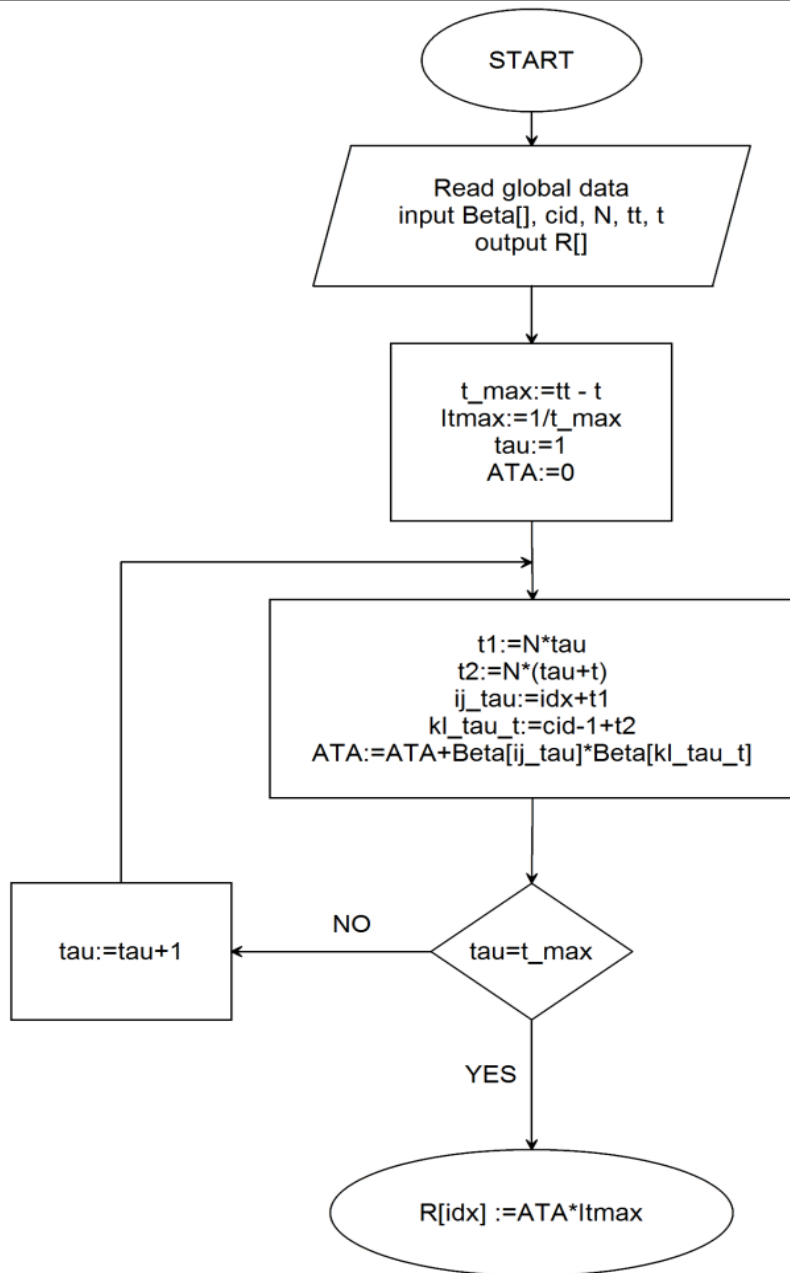 START
Read global data
input Beta[], cid, N, tt, t
output R[]
t_max:=tt - t
Itmax:=1/t_max
tau:=1
ATA:=0
t1:=N*tau
t2:=N*(tau+t)
ij_tau:=idx+t1
kl_tau_t:=cid-1+t2
ATA:=ATA+Beta[ij_tau]*Beta[kl_tau_t]
NO
tau:=tau+1
tau=t_max
YES
R[idx] :=ATA*Itmax